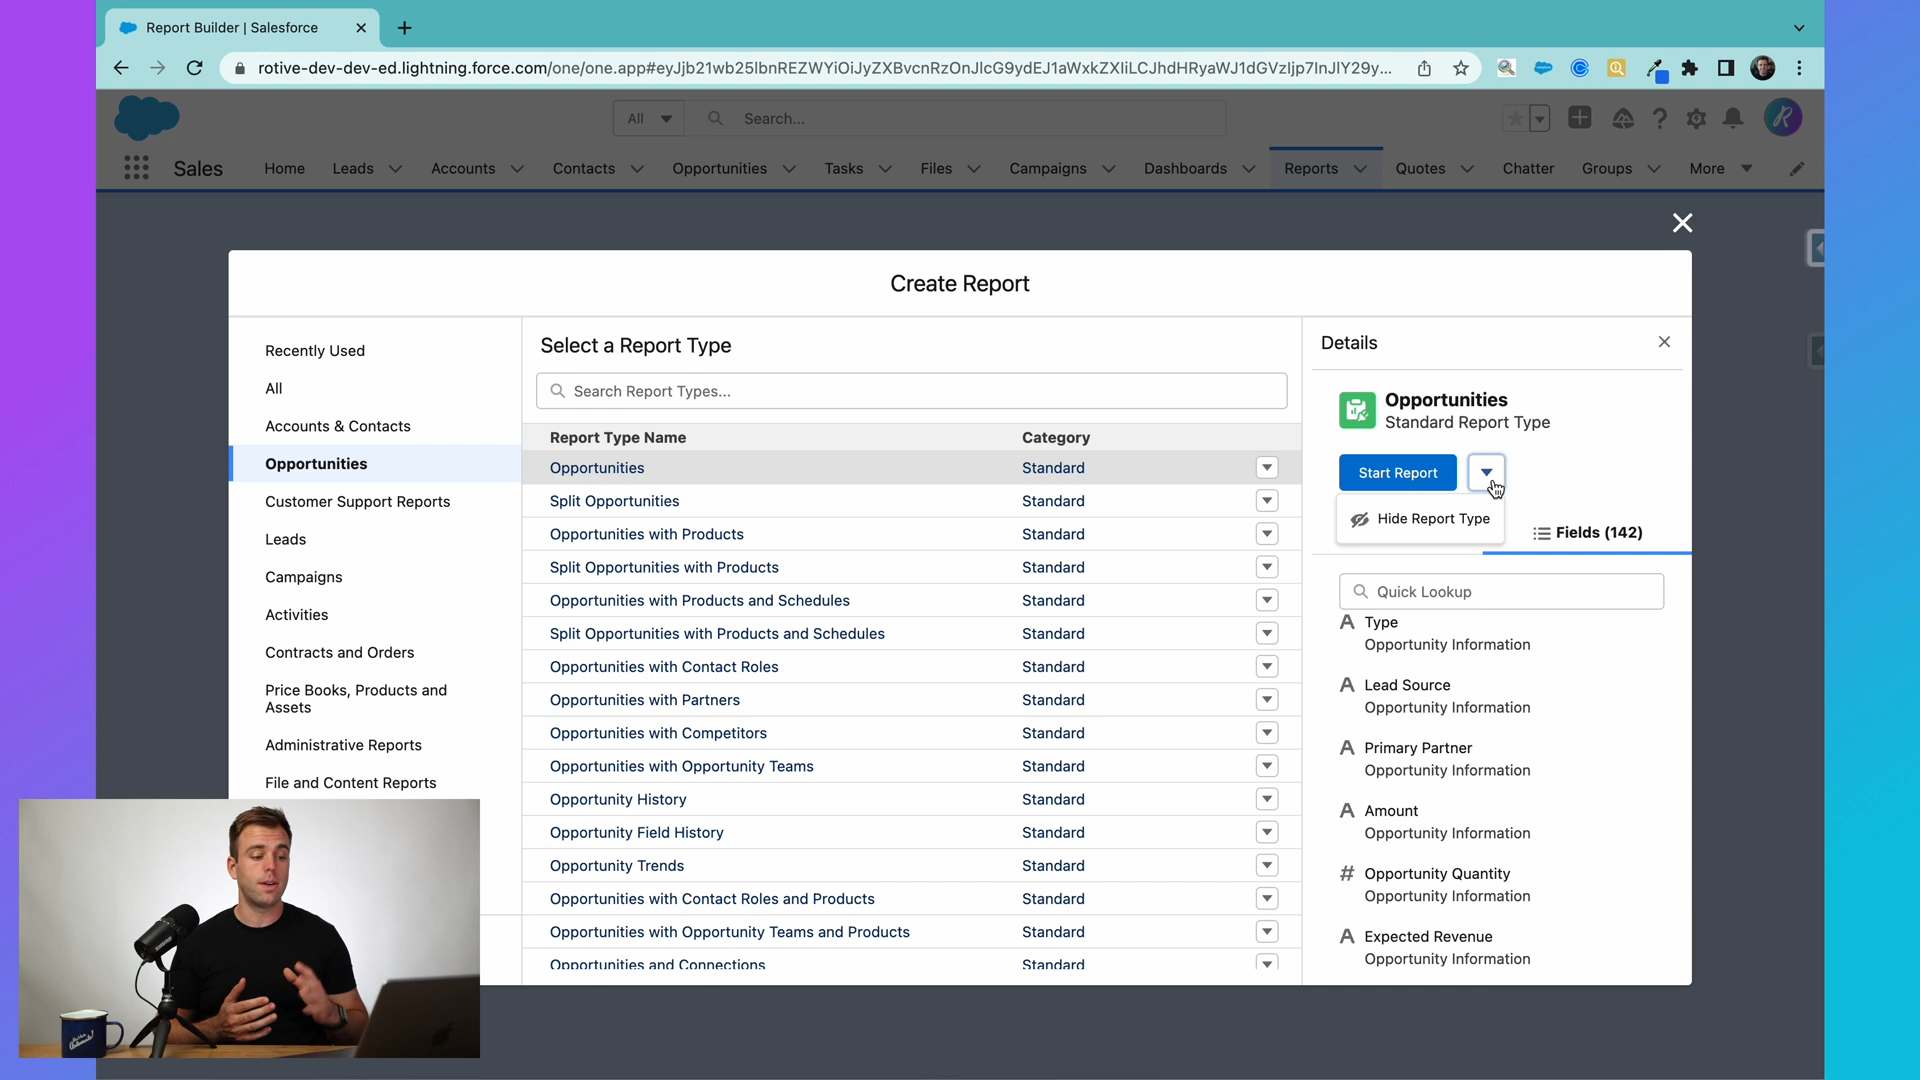 Report Builder | Salesforce
rotive-dev-dev-ed.lightning.force.com/one/one.app#eyJjb21wb25lbnREZWYiOiJyZXBvcnRzOnJlcG9ydEJ1aWxkZXIiLCJhdHRyaWJ1dGVzIjp7InJlY29y...
All
Search...
Sales
Home
Leads
Accounts
Contacts
Opportunities
Tasks
Files
Campaigns
Dashboards
Reports
Quotes
Chatter
Groups
More
Create Report
Recently Used
All
Accounts & Contacts
Opportunities
Customer Support Reports
Leads
Campaigns
Activities
Contracts and Orders
Price Books, Products and
Assets
Administrative Reports
File and Content Reports
Select a Report Type
Search Report Types...
Report Type Name Category
Opportunities Standard
Split Opportunities Standard
Opportunities with Products Standard
Split Opportunities with Products Standard
Opportunities with Products and Schedules Standard
Split Opportunities with Products and Schedules Standard
Opportunities with Contact Roles Standard
Opportunities with Partners Standard
Opportunities with Competitors Standard
Opportunities with Opportunity Teams Standard
Opportunity History Standard
Opportunity Field History Standard
Opportunity Trends Standard
Opportunities with Contact Roles and Products Standard
Opportunities with Opportunity Teams and Products Standard
Opportunities and Connections Standard
Details
Opportunities
Standard Report Type
Start Report
Hide Report Type
Fields (142)
Quick Lookup
Type
Opportunity Information
Lead Source
Opportunity Information
Primary Partner
Opportunity Information
Amount
Opportunity Information
# Opportunity Quantity
Opportunity Information
Expected Revenue
Opportunity Information